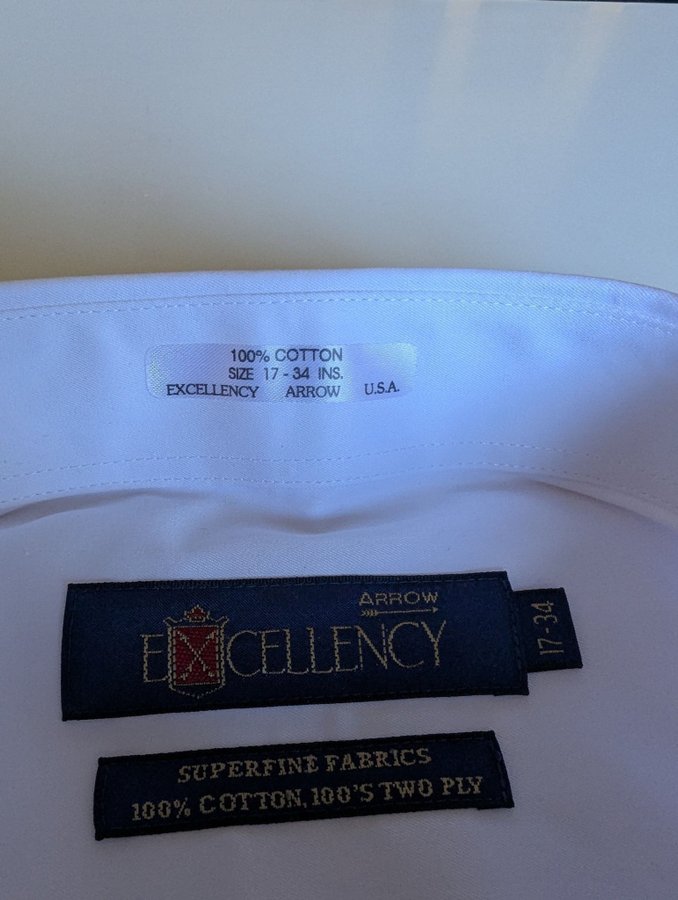 100% COTTON
SIZE 17 - 34 INS.
EXCELLENCY ARROW U.S.A.
ARROW
EXCELLENCY
17-34
SUPERFINE FABRICS
100% COTTON, 100'S TWO PLY